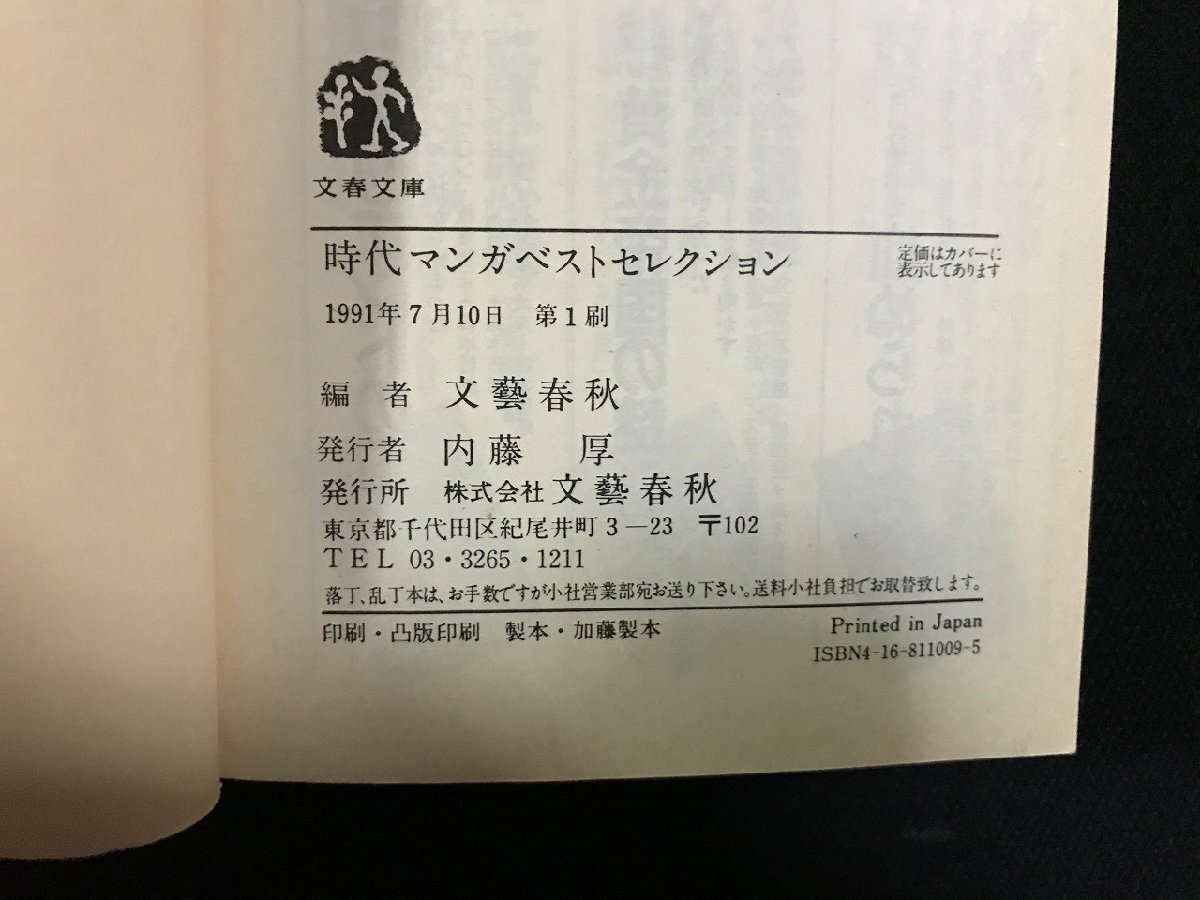 文春文庫
時代マンガベストセレクション
定価はカバーに
表示してあります
1991年7月10日　第1刷
編　者　文藝春秋
発行者　内藤　厚
発行所　株式会社文藝春秋
東京都千代田区紀尾井町3—23　〒102
TEL 03・3265・1211
落丁、乱丁本は、お手数ですが小社営業部宛お送り下さい。送料小社負担でお取替致します。
印刷・凸版印刷　製本・加藤製本
Printed in Japan
ISBN4-16-811009-5